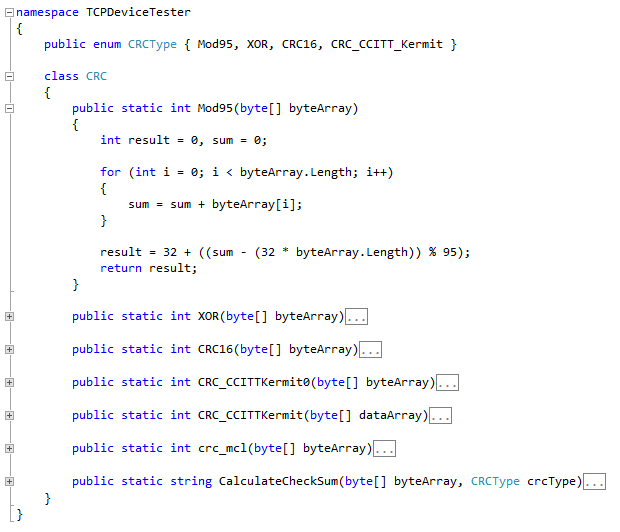 namespace TCPDeviceTester
{
    public enum CRCType { Mod95, XOR, CRC16, CRC_CCITT_Kermit }
    class CRC
    {
        public static int Mod95(byte[] byteArray)
        {
            int result = 0, sum = 0;
            for (int i = 0; i < byteArray.Length; i++)
            {
                sum = sum + byteArray[i];
            }
            result = 32 + ((sum - (32 * byteArray.Length)) % 95);
            return result;
        }
        public static int XOR(byte[] byteArray)...
        public static int CRC16(byte[] byteArray)...
        public static int CRC_CCITTKermit0(byte[] byteArray)...
        public static int CRC_CCITTKermit(byte[] dataArray)...
        public static int crc_mcl(byte[] byteArray)...
        public static string CalculateCheckSum(byte[] byteArray, CRCType crcType)...
    }
}